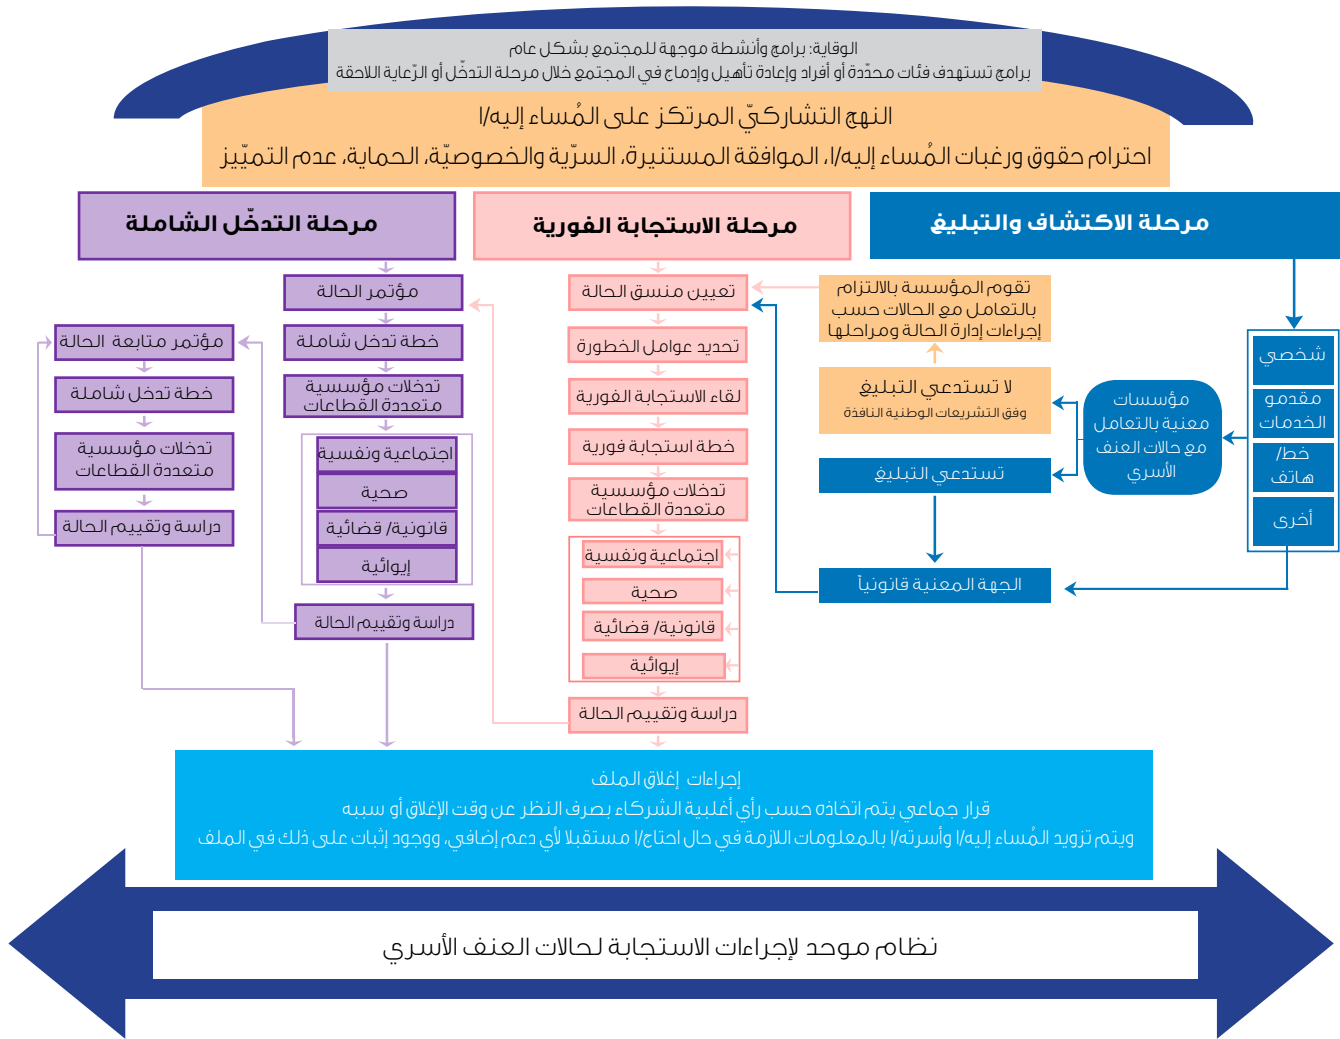 الوقاية: برامج وأنشطة موجهة للمجتمع بشكل عام
برامج تستهدف فئات محدّدة أو أفراد وإعادة تأهيل وإدماج في المجتمع خلال مرحلة التدخّل أو الرّعاية اللاحقة
النهج التشاركيّ المرتكز على المُساء إليه/ا
احترام حقوق ورغبات المُساء إليه/ا، الموافقة المستنيرة، السرّية والخصوصيّة، الحماية، عدم التميّيز
مرحلة الاكتشاف والتبليغ
شخصي
مقدمو
الخدمات
خط/
هاتف
أخرى
مؤسسات
معنية بالتعامل
مع حالات العنف
الأسري
تقوم المؤسسة بالالتزام
بالتعامل مع الحالات حسب
إجراءات إدارة الحالة ومراحلها
لا تستدعي التبليغ
وفق التشريعات الوطنية النافذة
تستدعي التبليغ
الجهة المعنية قانونياً
مرحلة الاستجابة الفورية
تعيين منسق الحالة
تحديد عوامل الخطورة
لقاء الاستجابة الفورية
خطة استجابة فورية
تدخلات مؤسسية
متعددة القطاعات
اجتماعية ونفسية
صحية
قانونية/ قضائية
إيوائية
دراسة وتقييم الحالة
مرحلة التدخّل الشاملة
مؤتمر الحالة
خطة تدخل شاملة
تدخلات مؤسسية
متعددة القطاعات
اجتماعية ونفسية
صحية
قانونية/ قضائية
إيوائية
دراسة وتقييم الحالة
مؤتمر متابعة الحالة
خطة تدخل شاملة
تدخلات مؤسسية
متعددة القطاعات
دراسة وتقييم الحالة
إجراءات إغلاق الملف
قرار جماعي يتم اتخاذه حسب رأي أغلبية الشركاء بصرف النظر عن وقت الإغلاق أو سببه
ويتم تزويد المُساء إليه/ا وأسرته/ا بالمعلومات اللازمة في حال احتاج/ا مستقبلا لأي دعم إضافي، ووجود إثبات على ذلك في الملف
نظام موحد لإجراءات الاستجابة لحالات العنف الأسري